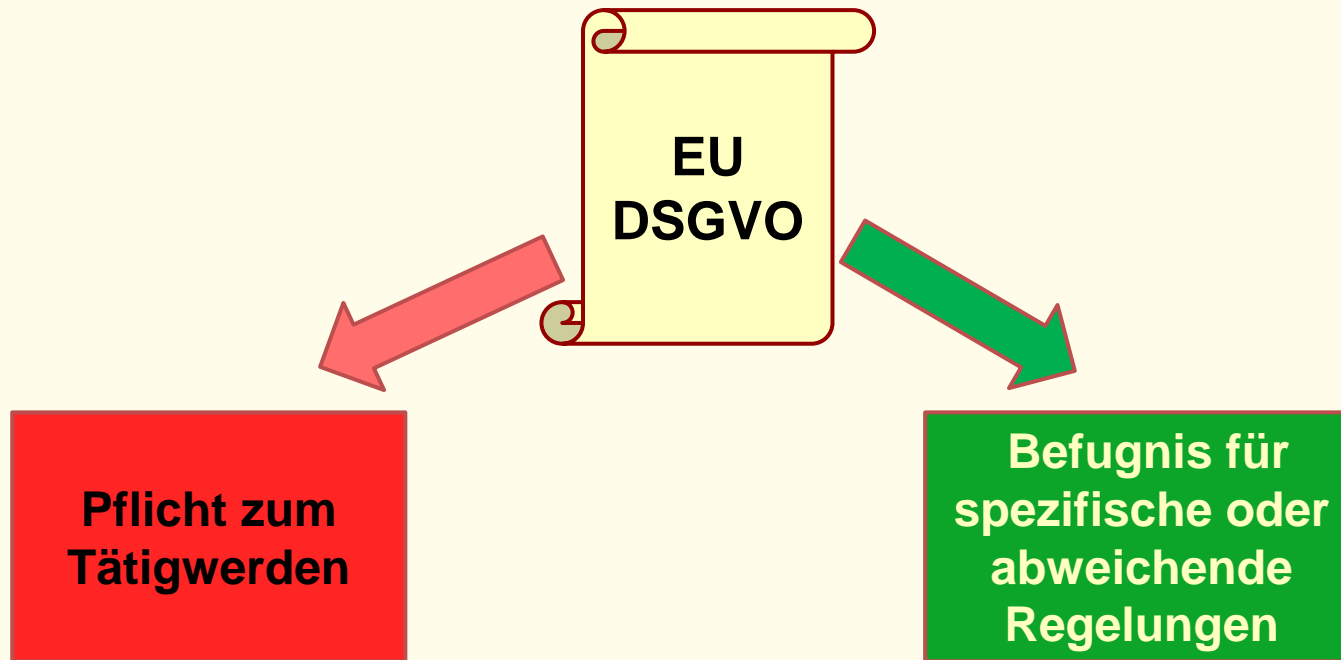 EU
DSGVO
Pflicht zum
Tätigwerden
Befugnis für
spezifische oder
abweichende
Regelungen